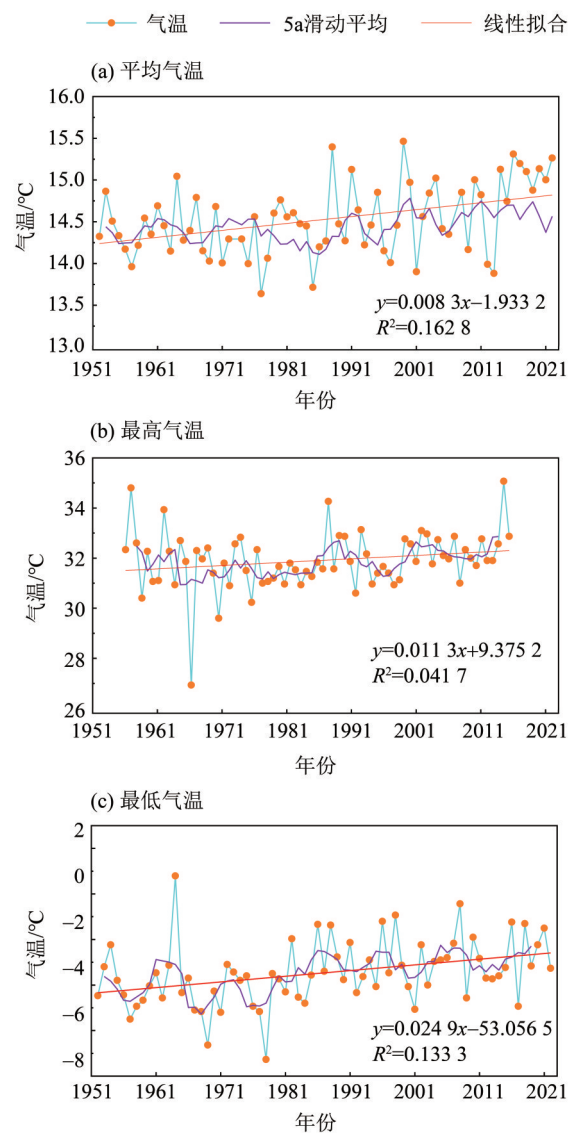 气温 5a滑动平均 线性拟合
(a) 平均气温
16.0
15.5
15.0
14.5
14.0
13.5
13.0
气温/℃
y=0.008 3x−1.933 2
R²=0.162 8
1951 1961 1971 1981 1991 2001 2011 2021
年份
(b) 最高气温
36
34
32
30
28
26
气温/℃
y=0.011 3x+9.375 2
R²=0.041 7
1951 1961 1971 1981 1991 2001 2011 2021
年份
(c) 最低气温
2
0
−2
−4
−6
−8
气温/℃
y=0.024 9x−53.056 5
R²=0.133 3
1951 1961 1971 1981 1991 2001 2011 2021
年份